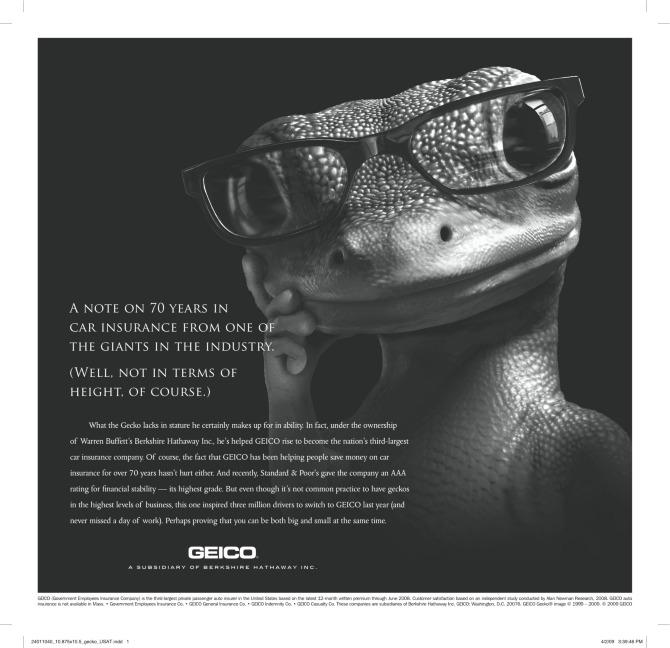 A NOTE ON 70 YEARS IN
CAR INSURANCE FROM ONE OF
THE GIANTS IN THE INDUSTRY.
(WELL, NOT IN TERMS OF
HEIGHT, OF COURSE.)
What the Gecko lacks in stature he certainly makes up for in ability. In fact, under the ownership
of Warren Buffett's Berkshire Hathaway Inc., he's helped GEICO rise to become the nation's third-largest
car insurance company. Of course, the fact that GEICO has been helping people save money on car
insurance for over 70 years hasn't hurt either. And recently, Standard & Poor's gave the company an AAA
rating for financial stability — its highest grade. But even though it's not common practice to have geckos
in the highest levels of business, this one inspired three million drivers to switch to GEICO last year (and
never missed a day of work). Perhaps proving that you can be both big and small at the same time.
GEICO
A SUBSIDIARY OF BERKSHIRE HATHAWAY INC.
GEICO (Government Employees Insurance Company) is the third-largest private passenger auto insurer in the United States based on the latest 12-month written premium through June 2008. Customer satisfaction based on an independent study conducted by Alan Newman Research, 2008. GEICO auto
insurance is not available in Mass. • Government Employees Insurance Co. • GEICO General Insurance Co. • GEICO Indemnity Co. • GEICO Casualty Co. These companies are subsidiaries of Berkshire Hathaway Inc. GEICO: Washington, D.C. 20076. GEICO Gecko® image © 1999 – 2009. © 2009 GEICO
24011040_10.875x10.5_gecko_USAT.indd 1
4/2/09 3:39:46 PM